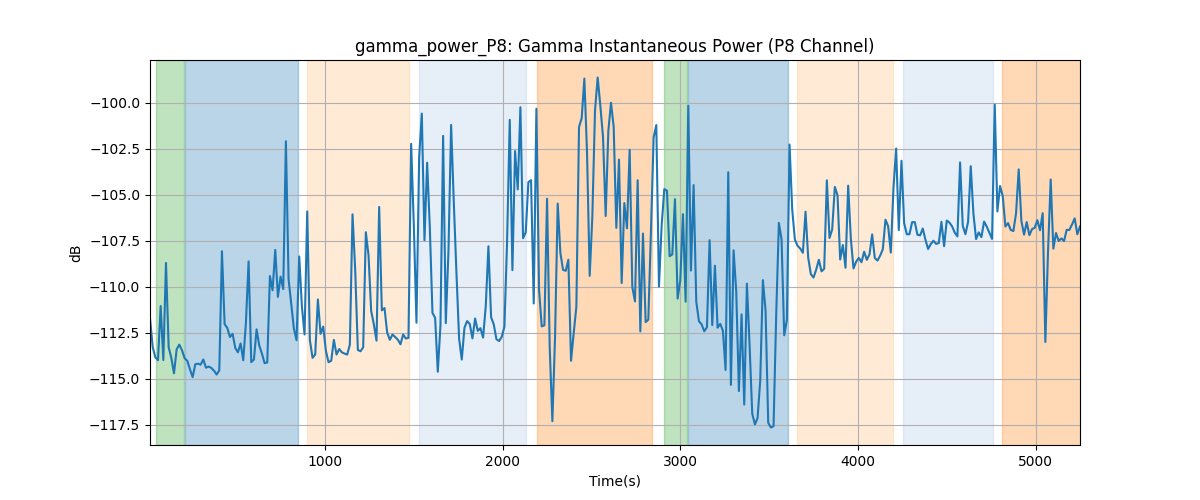 gamma_power_P8: Gamma Instantaneous Power (P8 Channel)
−100.0
−102.5
−105.0
−107.5
−110.0
−112.5
−115.0
−117.5
dB
1000 2000 3000 4000 5000
Time(s)